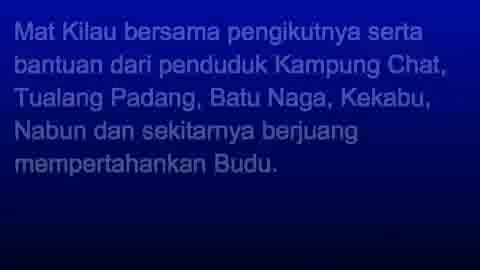 Mat Kilau bersama pengikutnya serta
bantuan dari penduduk Kampung Chat,
Tualang Padang, Batu Naga, Kekabu,
Nabun dan sekitarnya berjuang
mempertahankan Budu.